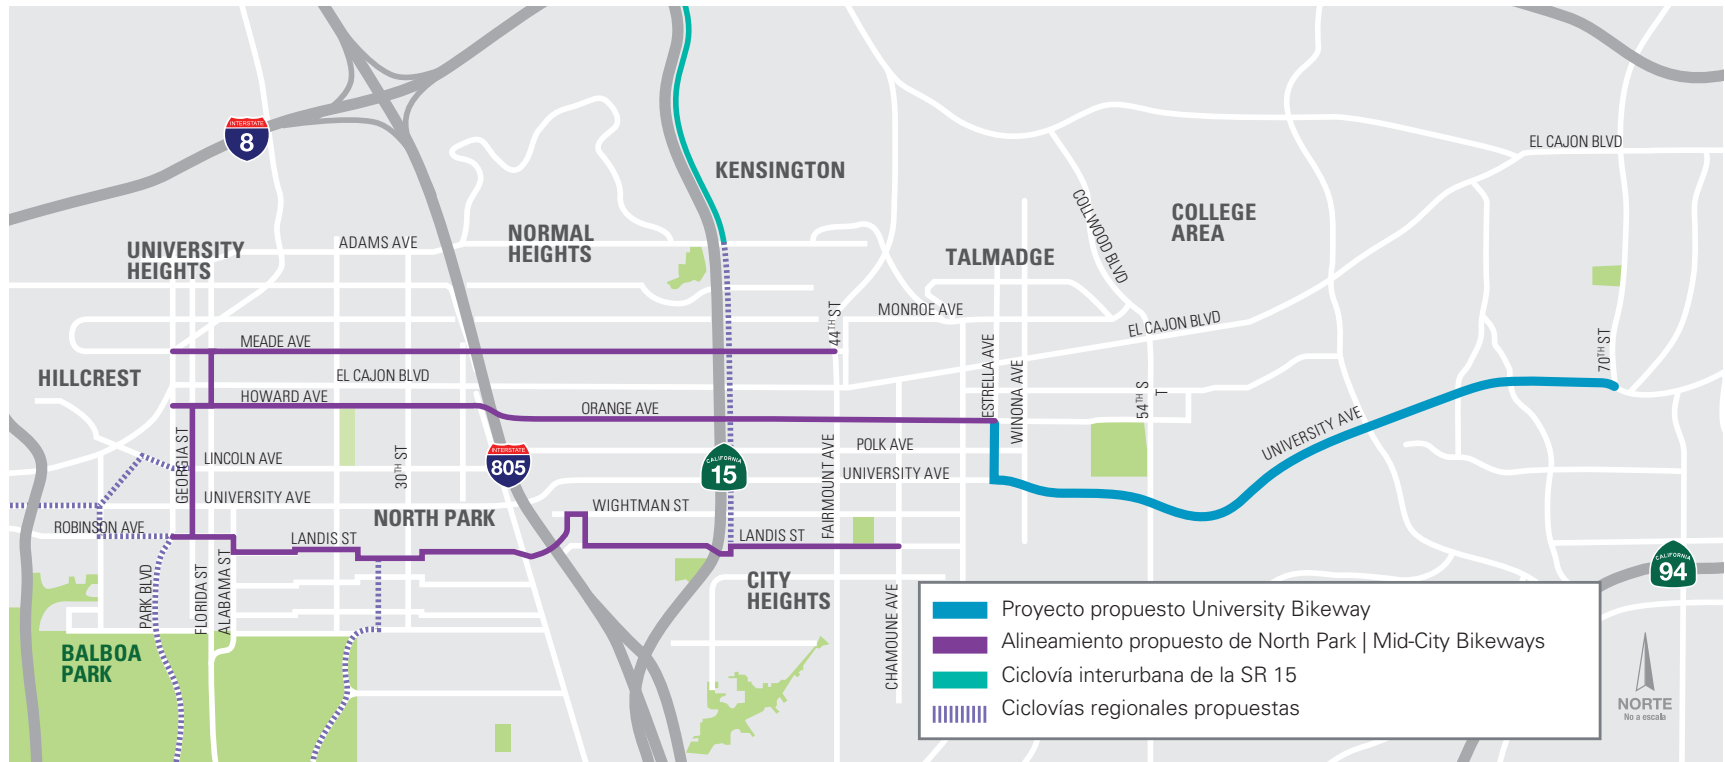 INTERSTATE
8
KENSINGTON
EL CAJON BLVD
COLLWOOD BLVD
COLLEGE
AREA
UNIVERSITY
HEIGHTS
ADAMS AVE
NORMAL
HEIGHTS
TALMADGE
44TH ST
MONROE AVE
EL CAJON BLVD
MEADE AVE
ESTRELLA AVE
WINONA AVE
54TH S
T
70TH ST
HILLCREST
EL CAJON BLVD
HOWARD AVE
ORANGE AVE
UNIVERSITY AVE
GEORGIA ST
LINCOLN AVE
30TH ST
INTERSTATE
805
CALIFORNIA
15
FAIRMOUNT AVE
POLK AVE
UNIVERSITY AVE
UNIVERSITY AVE
WIGHTMAN ST
ROBINSON AVE
NORTH PARK
LANDIS ST
LANDIS ST
PARK BLVD
FLORIDA ST
ALABAMA ST
CITY
HEIGHTS
CHAMOUNE AVE
CALIFORNIA
94
BALBOA
PARK
Proyecto propuesto University Bikeway
Alineamiento propuesto de North Park | Mid-City Bikeways
Ciclovía interurbana de la SR 15
Ciclovías regionales propuestas
NORTE
No a escala